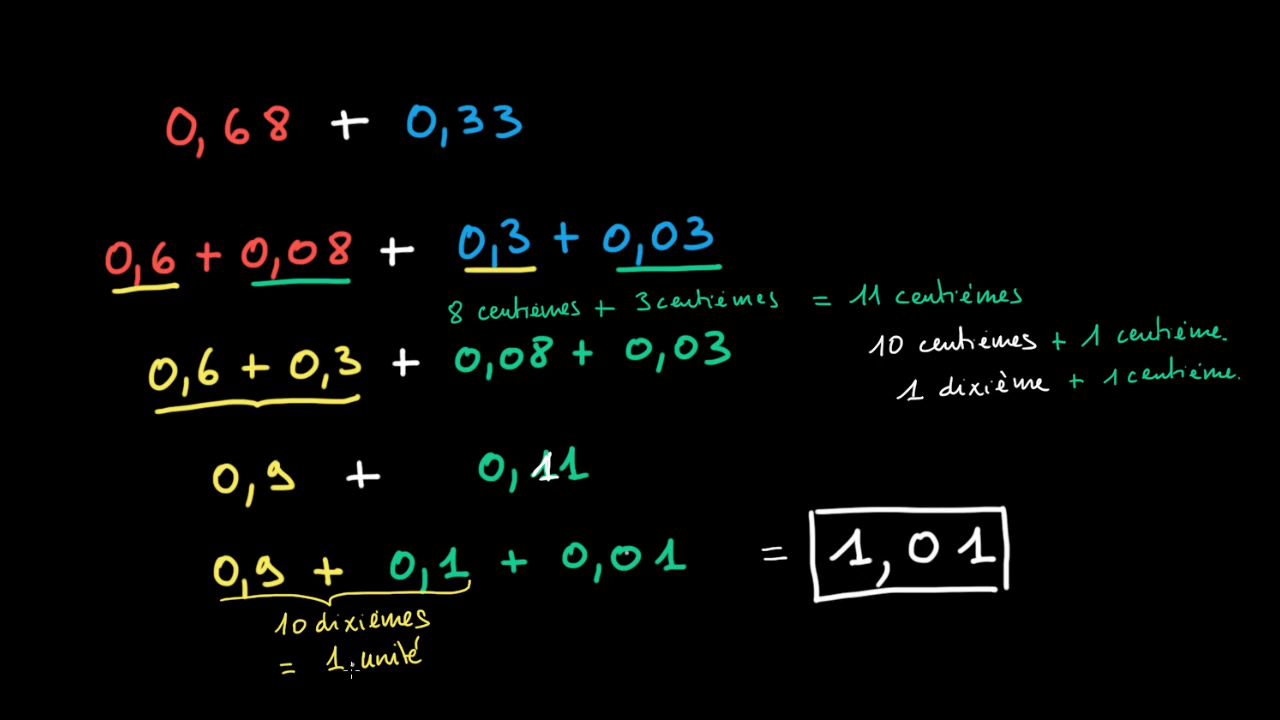 0,68 + 0,33
0,6 + 0,08 + 0,3 + 0,03
8 centièmes + 3 centièmes = 11 centièmes
10 centièmes + 1 centième.
0,6 + 0,3 + 0,08 + 0,03
1 dixième + 1 centième.
0,9 + 0,11
0,9 + 0,1 + 0,01 = 1,01
10 dixièmes
= 1 unité